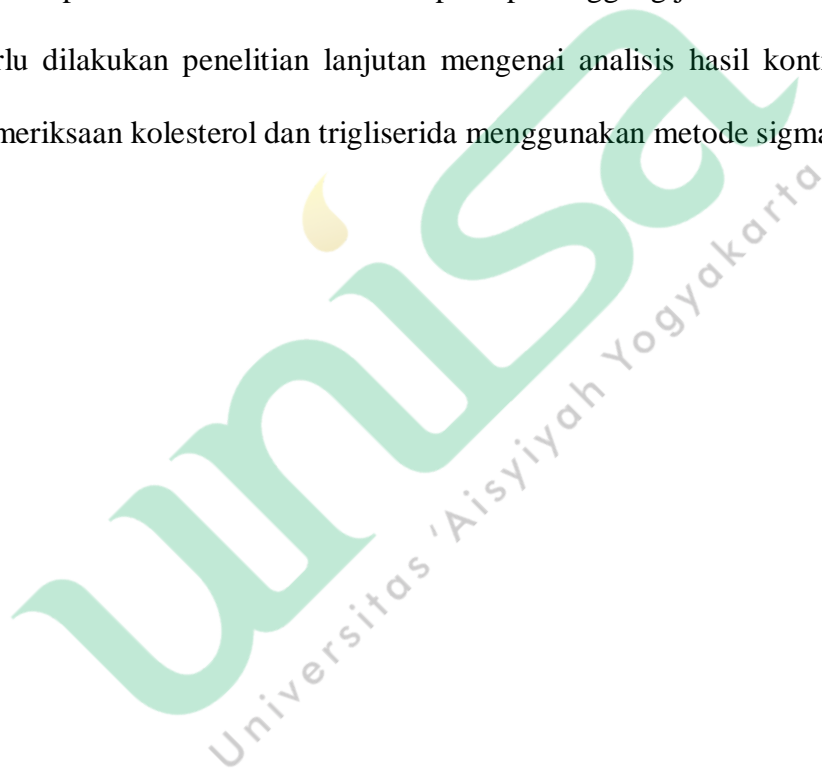 rlu dilakukan penelitian lanjutan mengenai analisis hasil kont
meriksaan kolesterol dan trigliserida menggunakan metode sigma
unisa
Universitas 'Aisyiyah Yogyakarta